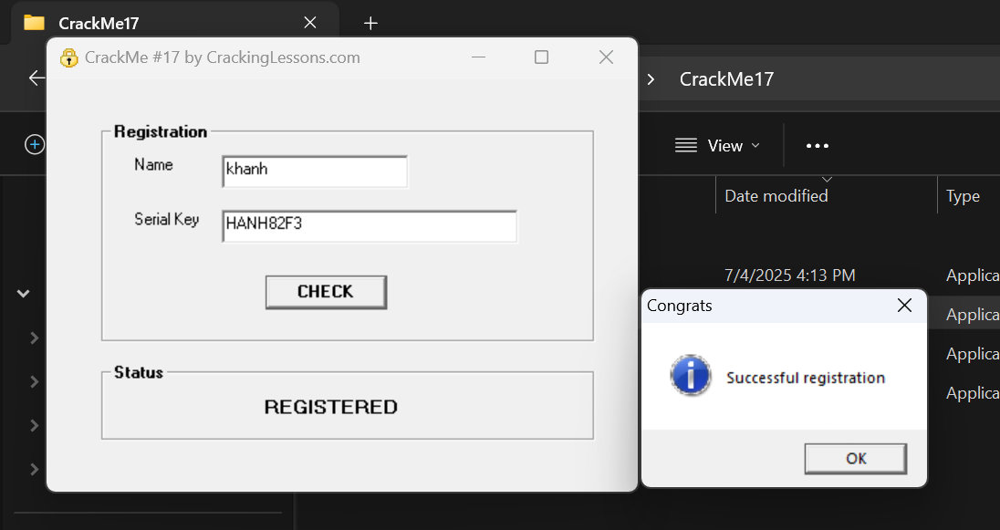 CrackMe17
CrackMe #17 by CrackingLessons.com
CrackMe17
View
Date modified
Type
Registration
Name
khanh
Serial Key
HANH82F3
CHECK
7/4/2025 4:13 PM
Applica
Applica
Applica
Applica
Congrats
Successful registration
OK
Status
REGISTERED